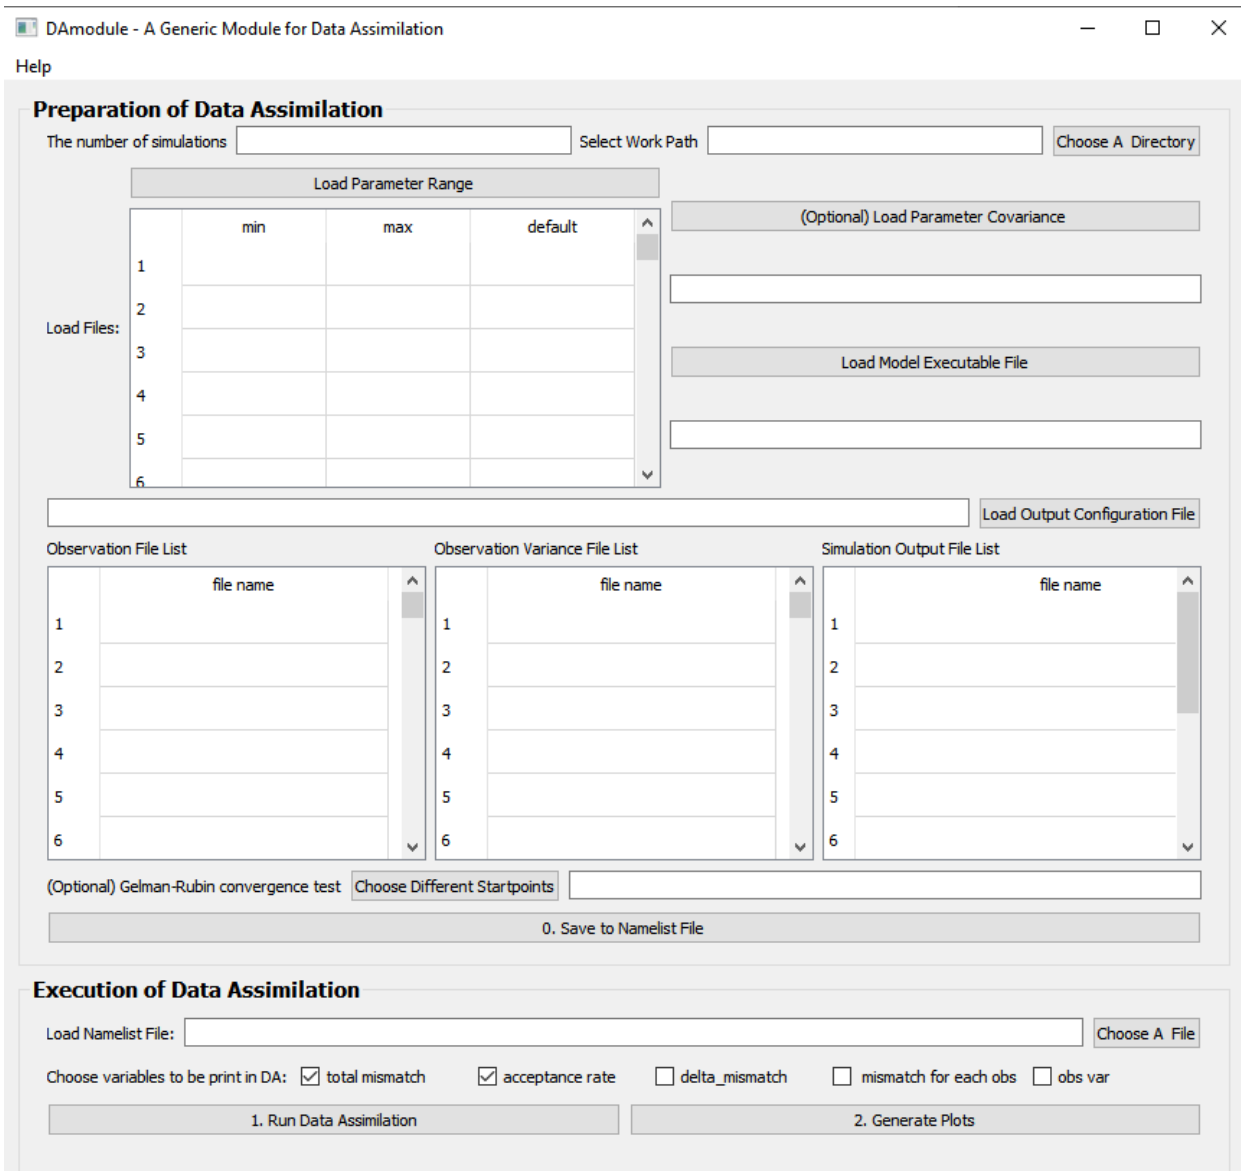 DAmodule - A Generic Module for Data Assimilation
Help
Preparation of Data Assimilation
The number of simulations Select Work Path Choose A Directory
Load Parameter Range
(Optional) Load Parameter Covariance
min max default
1
2
Load Files:
3
Load Model Executable File
4
5
6
Load Output Configuration File
Observation File List Observation Variance File List Simulation Output File List
file name file name file name
1 1 1
2 2 2
3 3 3
4 4 4
5 5 5
6 6 6
(Optional) Gelman-Rubin convergence test Choose Different Startpoints
0. Save to Namelist File
Execution of Data Assimilation
Load Namelist File: Choose A File
Choose variables to be print in DA: total mismatch acceptance rate delta_mismatch mismatch for each obs obs var
1. Run Data Assimilation 2. Generate Plots